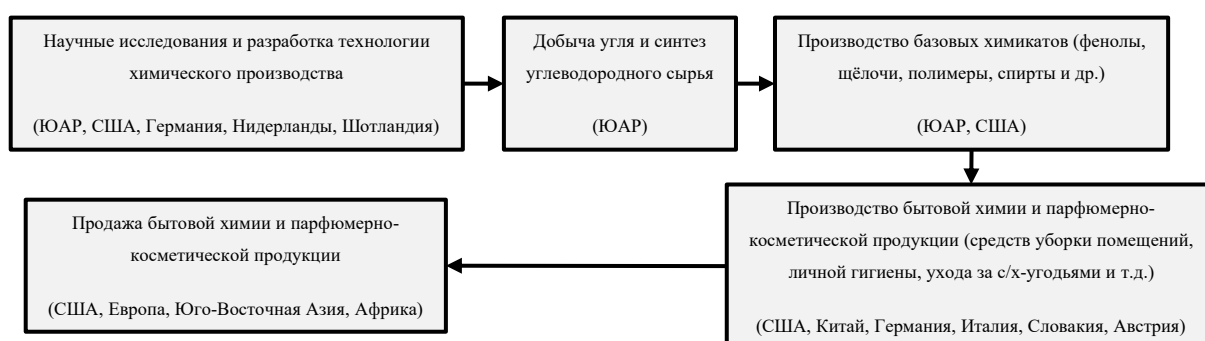 Научные исследования и разработка технологии
химического производства
(ЮАР, США, Германия, Нидерланды, Шотландия)
Добыча угля и синтез
углеводородного сырья
(ЮАР)
Производство базовых химикатов (фенолы,
щёлочи, полимеры, спирты и др.)
(ЮАР, США)
Производство бытовой химии и парфюмерно-
косметической продукции (средств уборки помещений,
личной гигиены, ухода за с/х-угодьями и т.д.)
(США, Китай, Германия, Италия, Словакия, Австрия)
Продажа бытовой химии и парфюмерно-
косметической продукции
(США, Европа, Юго-Восточная Азия, Африка)